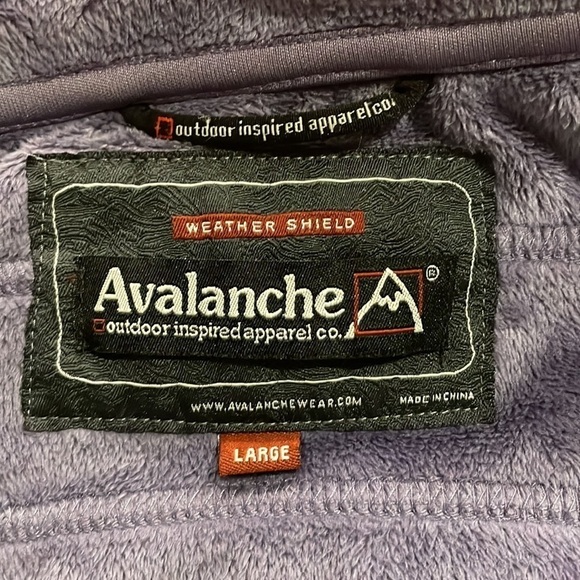 outdoor inspired apparel co.
WEATHER SHIELD
Avalanche ®
outdoor inspired apparel co.
WWW.AVALANCHEWEAR.COM MADE IN CHINA
LARGE